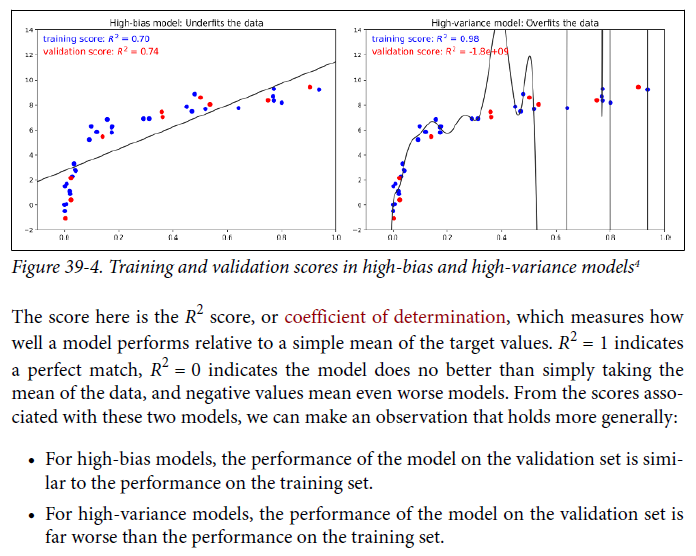 High-bias model: Underfits the data
training score: R² = 0.70
validation score: R² = 0.74
14
12
10
8
6
4
2
0
−2
0.0
0.2
0.4
0.6
0.8
1.0
High-variance model: Overfits the data
training score: R² = 0.98
validation score: R² = -1.8e+09
14
12
10
8
6
4
2
0
−2
0.0
0.2
0.4
0.6
0.8
1.0
Figure 39-4. Training and validation scores in high-bias and high-variance models⁴
The score here is the R² score, or coefficient of determination, which measures how
well a model performs relative to a simple mean of the target values. R² = 1 indicates
a perfect match, R² = 0 indicates the model does no better than simply taking the
mean of the data, and negative values mean even worse models. From the scores asso-
ciated with these two models, we can make an observation that holds more generally:
• For high-bias models, the performance of the model on the validation set is simi-
lar to the performance on the training set.
• For high-variance models, the performance of the model on the validation set is
far worse than the performance on the training set.